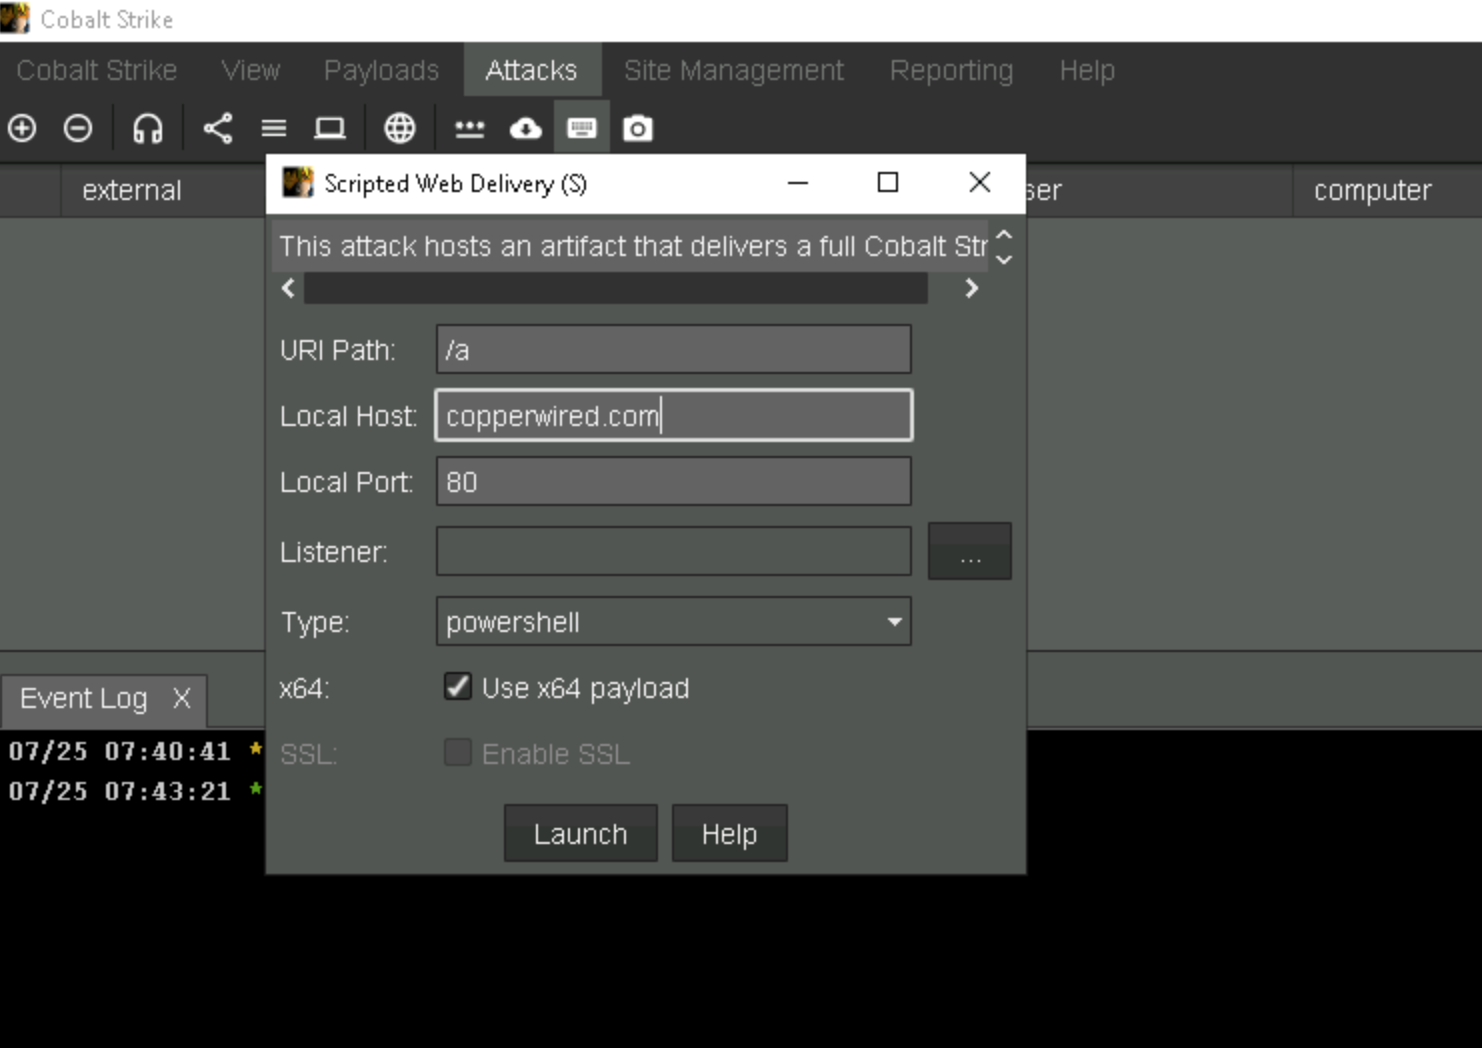 Cobalt Strike
Cobalt Strike View Payloads Attacks Site Management Reporting Help
external ser computer
Scripted Web Delivery (S)
This attack hosts an artifact that delivers a full Cobalt Str
URI Path: /a
Local Host: copperwired.com
Local Port: 80
Listener: ...
Type: powershell
x64: Use x64 payload
SSL: Enable SSL
Launch Help
Event Log X
07/25 07:40:41 *
07/25 07:43:21 *